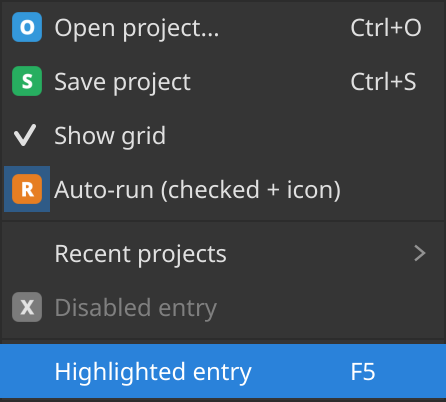 O Open project... Ctrl+O
S Save project Ctrl+S
Show grid
R Auto-run (checked + icon)
Recent projects
X Disabled entry
Highlighted entry F5